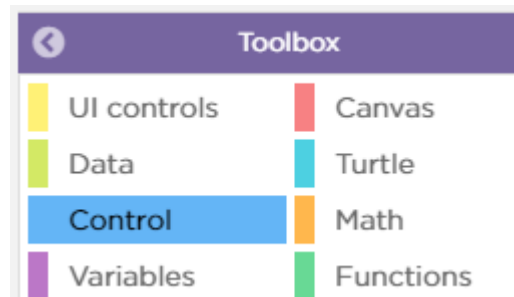 Toolbox
UI controls Canvas
Data Turtle
Control Math
Variables Functions